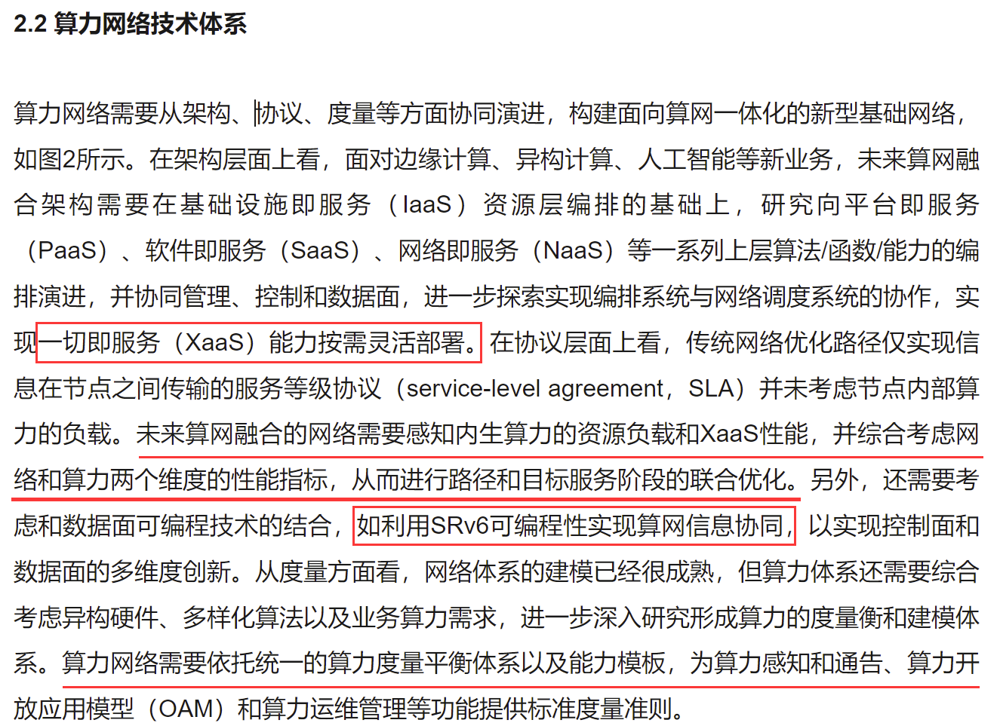 2.2 算力网络技术体系
算力网络需要从架构、协议、度量等方面协同演进，构建面向算网一体化的新型基础网络，
如图2所示。在架构层面上看，面对边缘计算、异构计算、人工智能等新业务，未来算网融
合架构需要在基础设施即服务（IaaS）资源层编排的基础上，研究向平台即服务
（PaaS）、软件即服务（SaaS）、网络即服务（NaaS）等一系列上层算法/函数/能力的编
排演进，并协同管理、控制和数据面，进一步探索实现编排系统与网络调度系统的协作，实
现一切即服务（XaaS）能力按需灵活部署。在协议层面上看，传统网络优化路径仅实现信
息在节点之间传输的服务等级协议（service-level agreement，SLA）并未考虑节点内部算
力的负载。未来算网融合的网络需要感知内生算力的资源负载和XaaS性能，并综合考虑网
络和算力两个维度的性能指标，从而进行路径和目标服务阶段的联合优化。另外，还需要考
虑和数据面可编程技术的结合，如利用SRv6可编程性实现算网信息协同，以实现控制面和
数据面的多维度创新。从度量方面看，网络体系的建模已经很成熟，但算力体系还需要综合
考虑异构硬件、多样化算法以及业务算力需求，进一步深入研究形成算力的度量衡和建模体
系。算力网络需要依托统一的算力度量平衡体系以及能力模板，为算力感知和通告、算力开
放应用模型（OAM）和算力运维管理等功能提供标准度量准则。